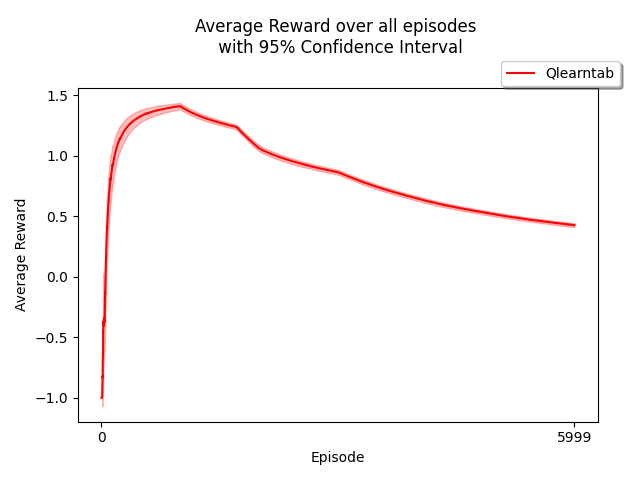 Average Reward over all episodes
with 95% Confidence Interval
Qlearntab
1.5
1.0
0.5
0.0
−0.5
−1.0
Average Reward
0
5999
Episode